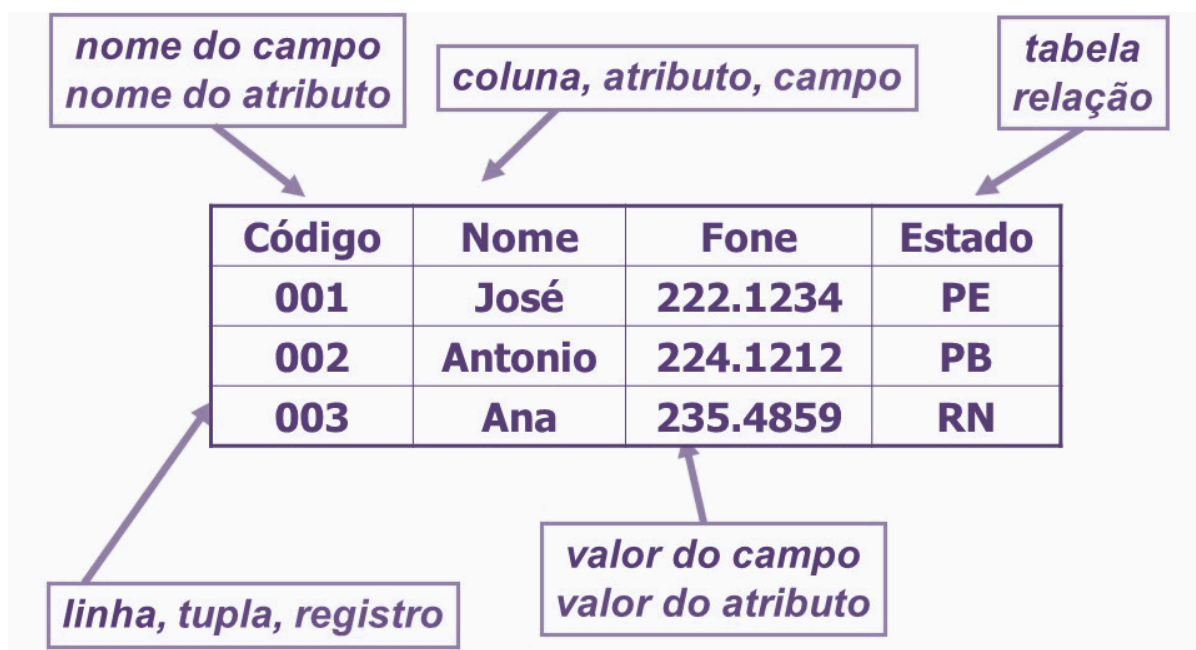 nome do campo
nome do atributo
coluna, atributo, campo
tabela
relação
Código Nome Fone Estado
001 José 222.1234 PE
002 Antonio 224.1212 PB
003 Ana 235.4859 RN
linha, tupla, registro
valor do campo
valor do atributo